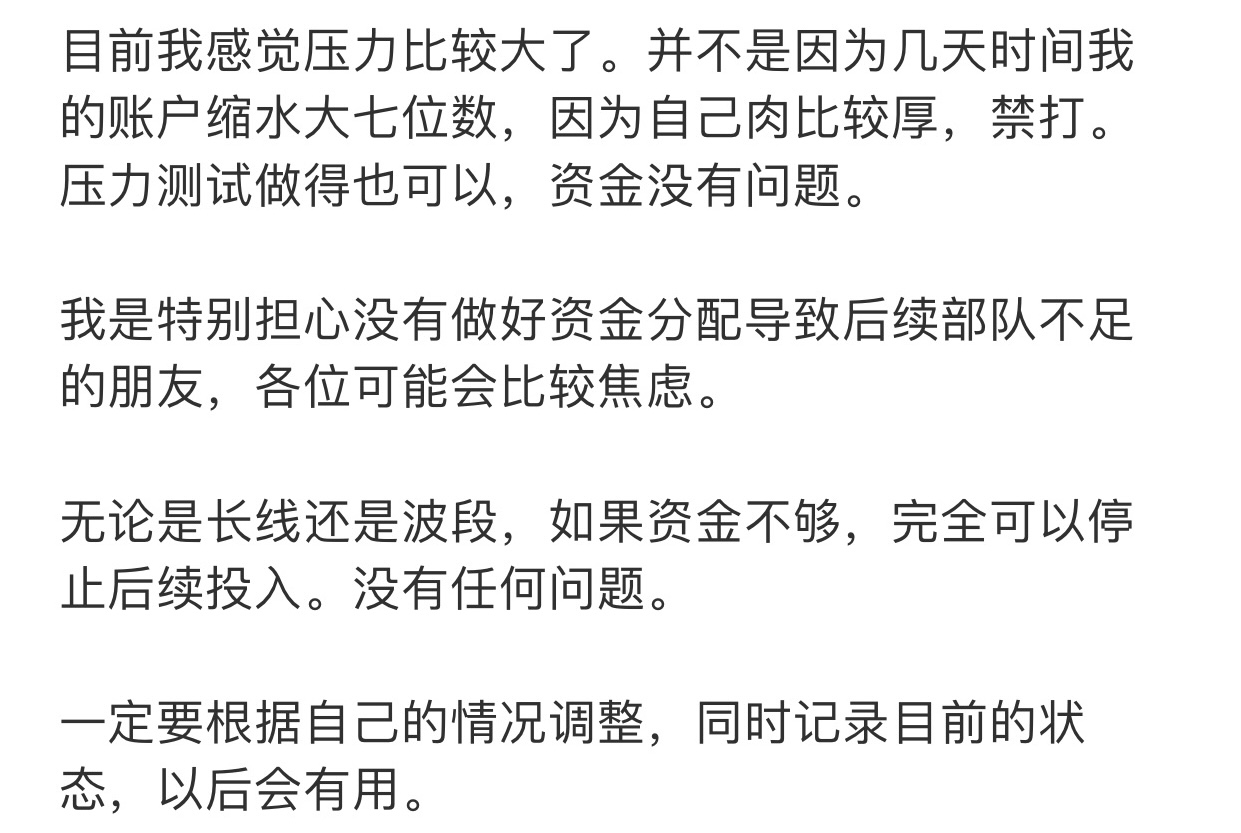 目前我感觉压力比较大了。并不是因为几天时间我
的账户缩水大七位数，因为自己肉比较厚，禁打。
压力测试做得也可以，资金没有问题。
我是特别担心没有做好资金分配导致后续部队不足
的朋友，各位可能会比较焦虑。
无论是长线还是波段，如果资金不够，完全可以停
止后续投入。没有任何问题。
一定要根据自己的情况调整，同时记录目前的状
态，以后会有用。